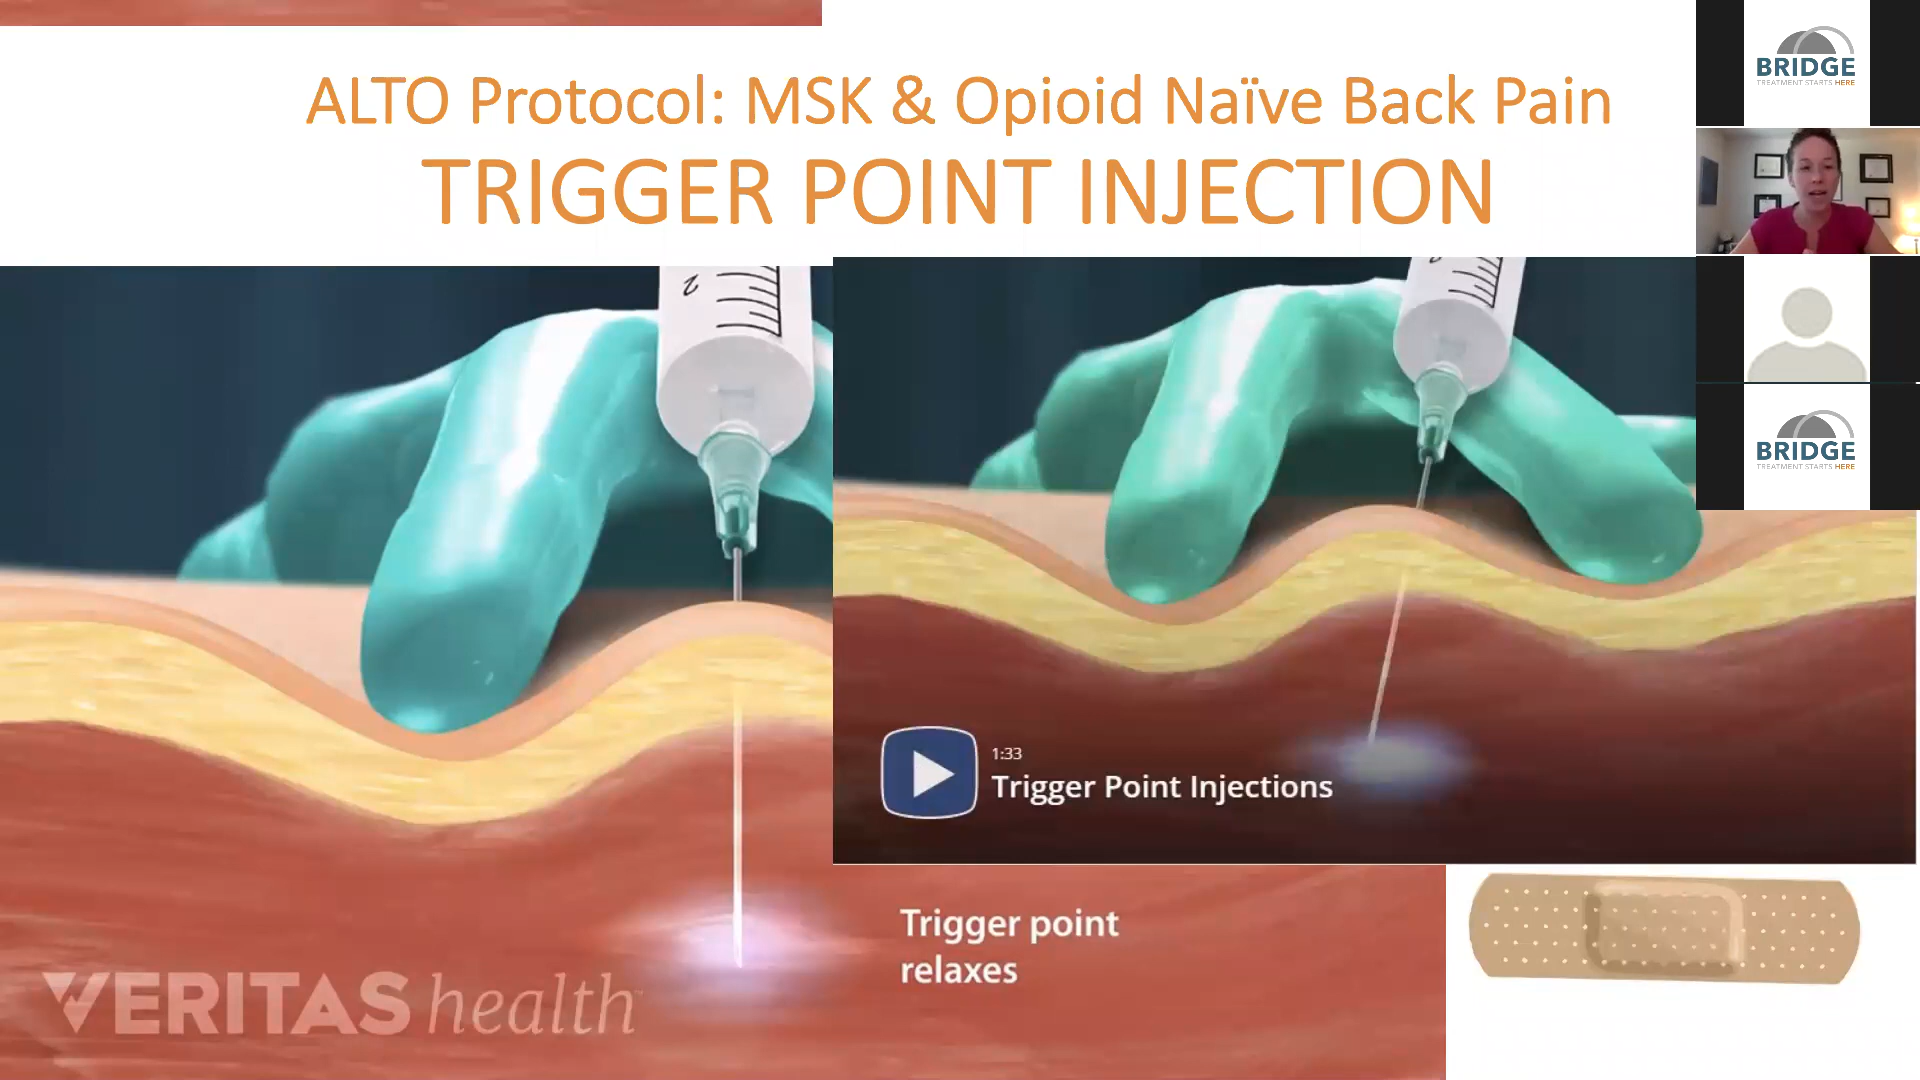 ALTO Protocol: MSK & Opioid Naïve Back Pain
TRIGGER POINT INJECTION
BRIDGE
TREATMENT STARTS HERE
2
1:33
Trigger Point Injections
BRIDGE
TREATMENT STARTS HERE
Trigger point
relaxes
VERITAS health